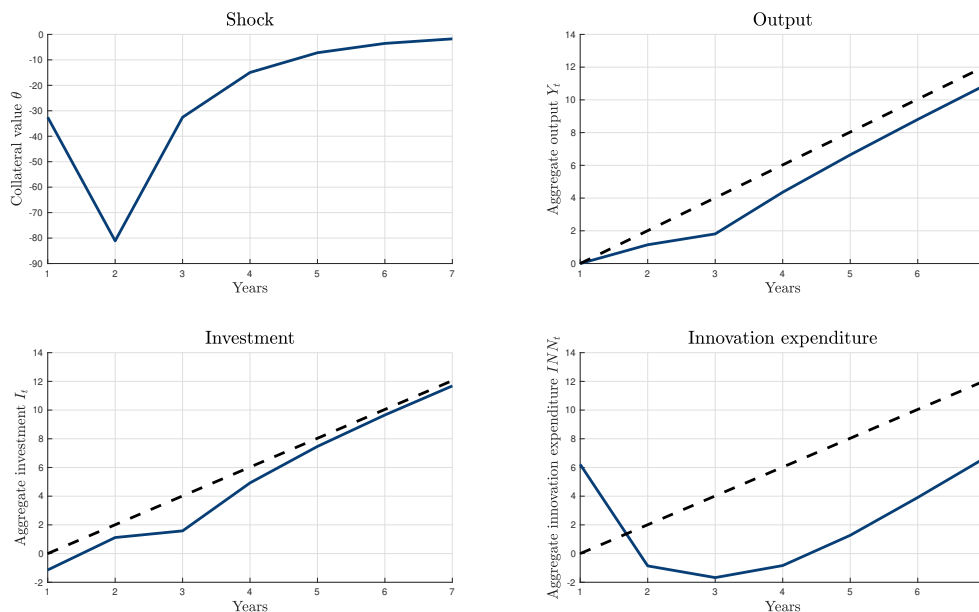 Shock
Collateral value θ
0
-10
-20
-30
-40
-50
-60
-70
-80
-90
1 2 3 4 5 6 7
Years
Output
Aggregate output Y_t
14
12
10
8
6
4
2
0
1 2 3 4 5 6
Years
Investment
Aggregate investment I_t
14
12
10
8
6
4
2
0
-2
1 2 3 4 5 6 7
Years
Innovation expenditure
Aggregate innovation expenditure INN_t
14
12
10
8
6
4
2
0
-2
1 2 3 4 5 6
Years